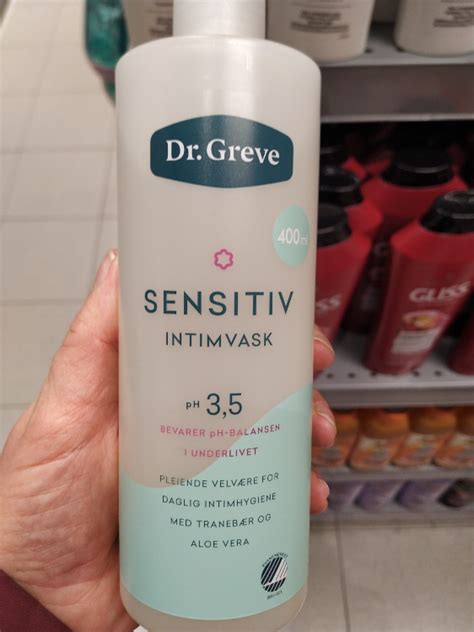 Dr. Greve
400 ml
SENSITIV
INTIMVASK
pH 3,5
BEVARER pH-BALANSEN
I UNDERLIVET
PLEIENDE VELVÆRE FOR
DAGLIG INTIMHYGIENE
MED TRANEBÆR OG
ALOE VERA
GLISS
GLISS